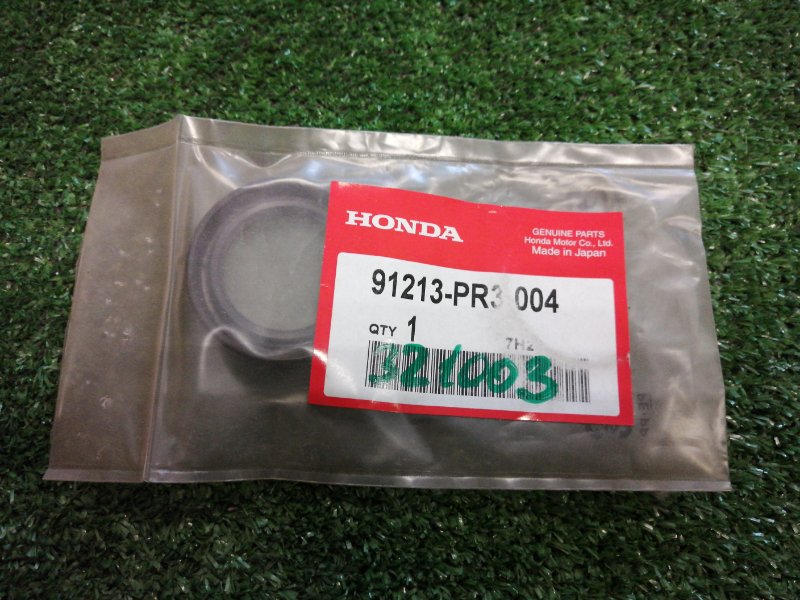 HONDA
GENUINE PARTS
Honda Motor Co., Ltd.
Made in Japan
91213-PR3 004
QTY 1
7H2
321003